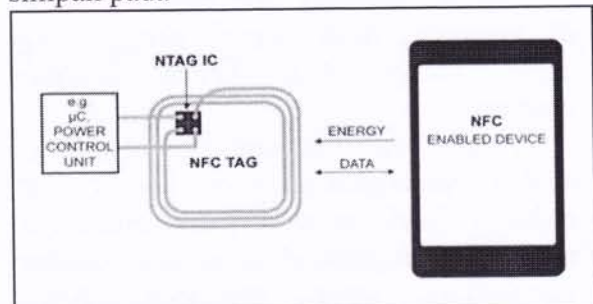 NTAG IC
e.g.
µC,
POWER
CONTROL
UNIT
NFC TAG
ENERGY
DATA
NFC
ENABLED DEVICE